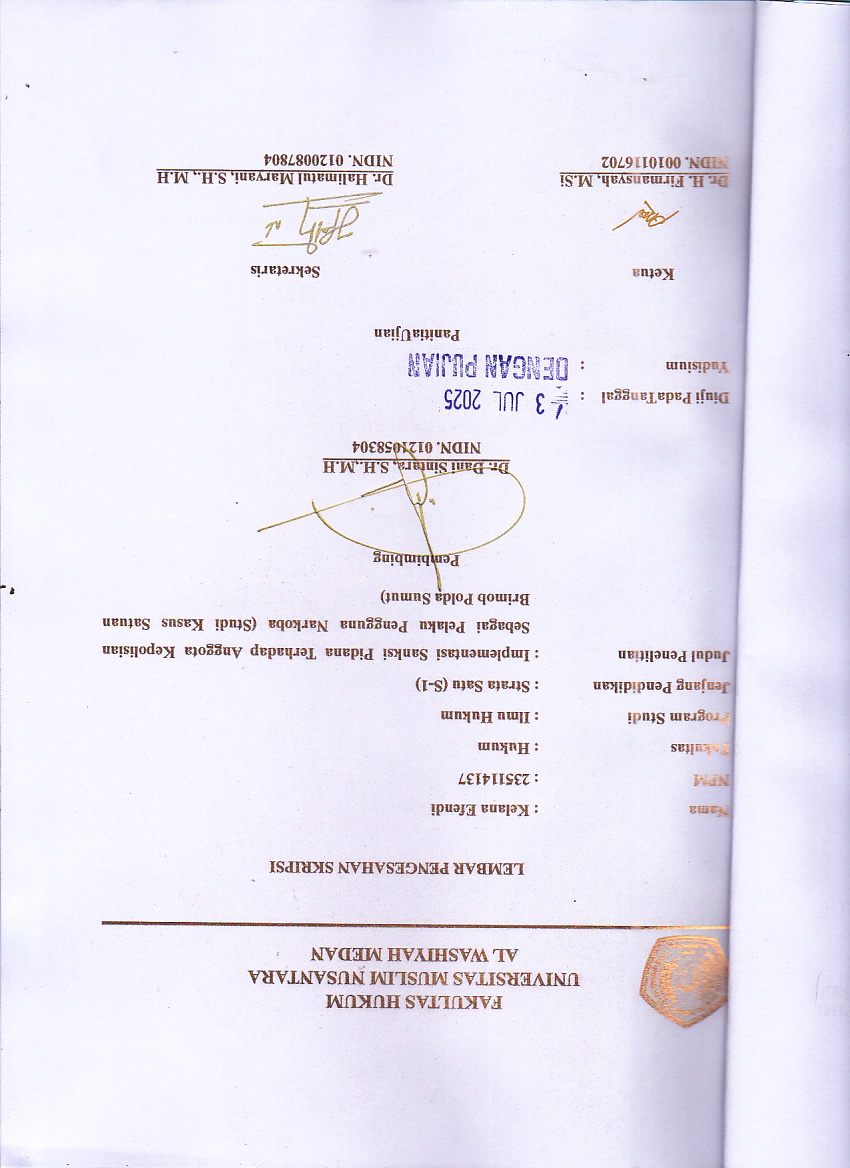 FAKULTAS HUKUM
UNIVERSITAS MUSLIM NUSANTARA
AL WASHIYAH MEDAN
LEMBAR PENGESAHAN SKRIPSI
Nama : Kelana Efendi
NPM : 235114137
Fakultas : Hukum
Program Studi : Ilmu Hukum
Jenjang Pendidikan : Strata Satu (S-1)
Judul Penelitian : Implementasi Sanksi Pidana Terhadap Anggota Kepolisian
Sebagai Pelaku Pengguna Narkoba (Studi Kasus Satuan
Brimob Polda Sumut)
Pembimbing
Dr. Dani Sintara, S.H.,M.H
NIDN. 0121058304
Diuji PadaTanggal : 3 JUL 2025
Yudisium : DENGAN PUJIAN
PanitiaUjian
Ketua Sekretaris
Dr. H. Firmansyah, M.Si Dr. Halimatul Maryani, S.H., M.H
NIDN. 0010116702 NIDN. 0120087804